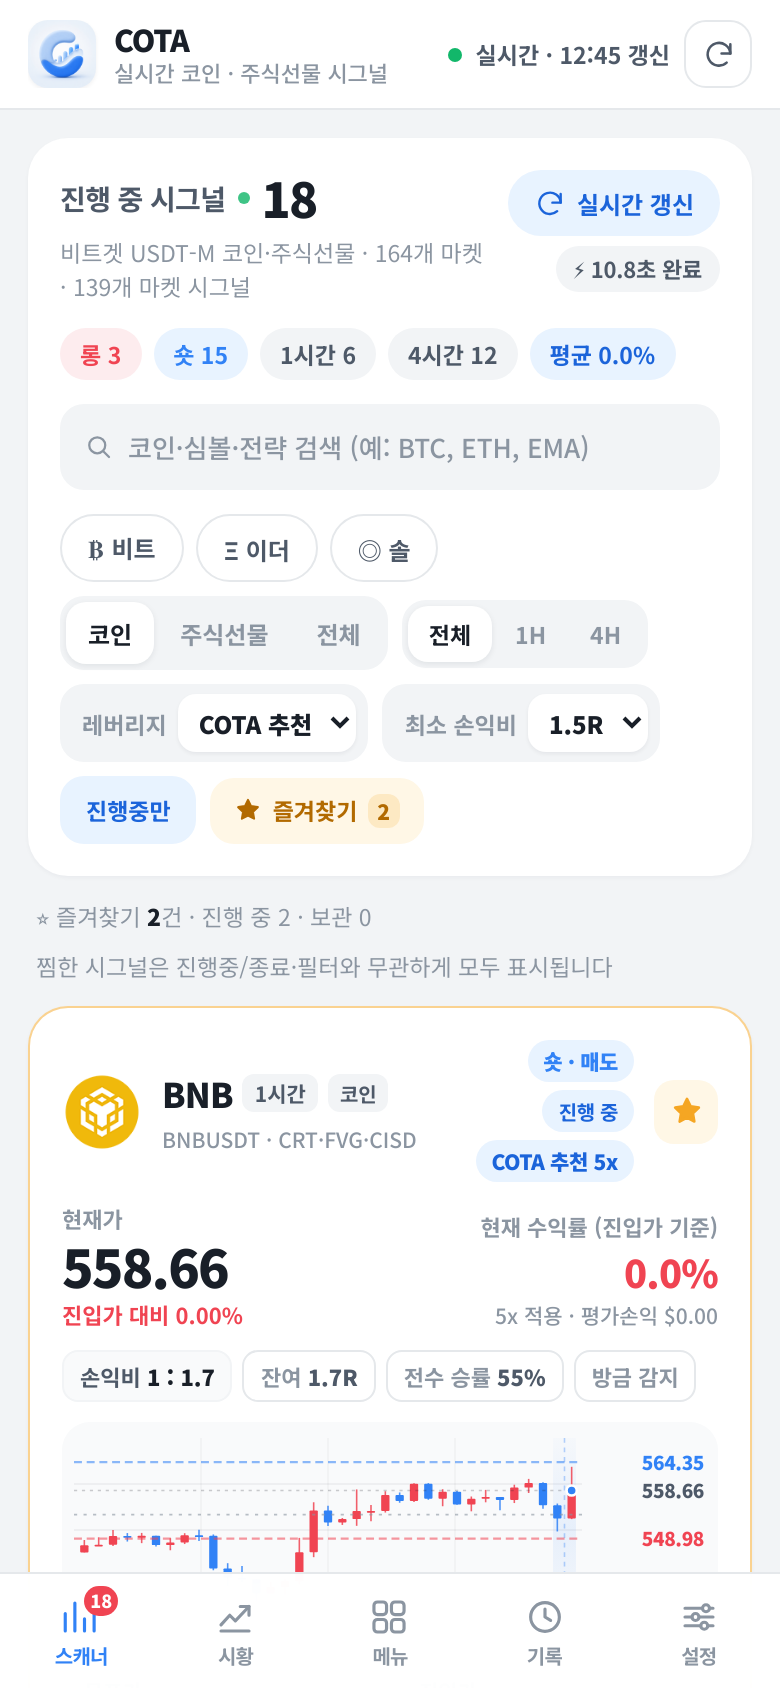 COTA
실시간 코인 · 주식선물 시그널
실시간 · 12:45 갱신
진행 중 시그널 18
실시간 갱신
비트겟 USDT-M 코인·주식선물 · 164개 마켓
· 139개 마켓 시그널
⚡ 10.8초 완료
롱 3 숏 15 1시간 6 4시간 12 평균 0.0%
코인·심볼·전략 검색 (예: BTC, ETH, EMA)
₿ 비트 Ξ 이더 ◎ 솔
코인 주식선물 전체 전체 1H 4H
레버리지 COTA 추천 최소 손익비 1.5R
진행중만 ★ 즐겨찾기 2
☆ 즐겨찾기 2건 · 진행 중 2 · 보관 0
찜한 시그널은 진행중/종료·필터와 무관하게 모두 표시됩니다
BNB 1시간 코인
BNBUSDT · CRT·FVG·CISD
숏 · 매도
진행 중
COTA 추천 5x
현재가
558.66
진입가 대비 0.00%
현재 수익률 (진입가 기준)
0.0%
5x 적용 · 평가손익 $0.00
손익비 1 : 1.7 잔여 1.7R 전수 승률 55% 방금 감지
564.35
558.66
548.98
18
스캐너 시황 메뉴 기록 설정